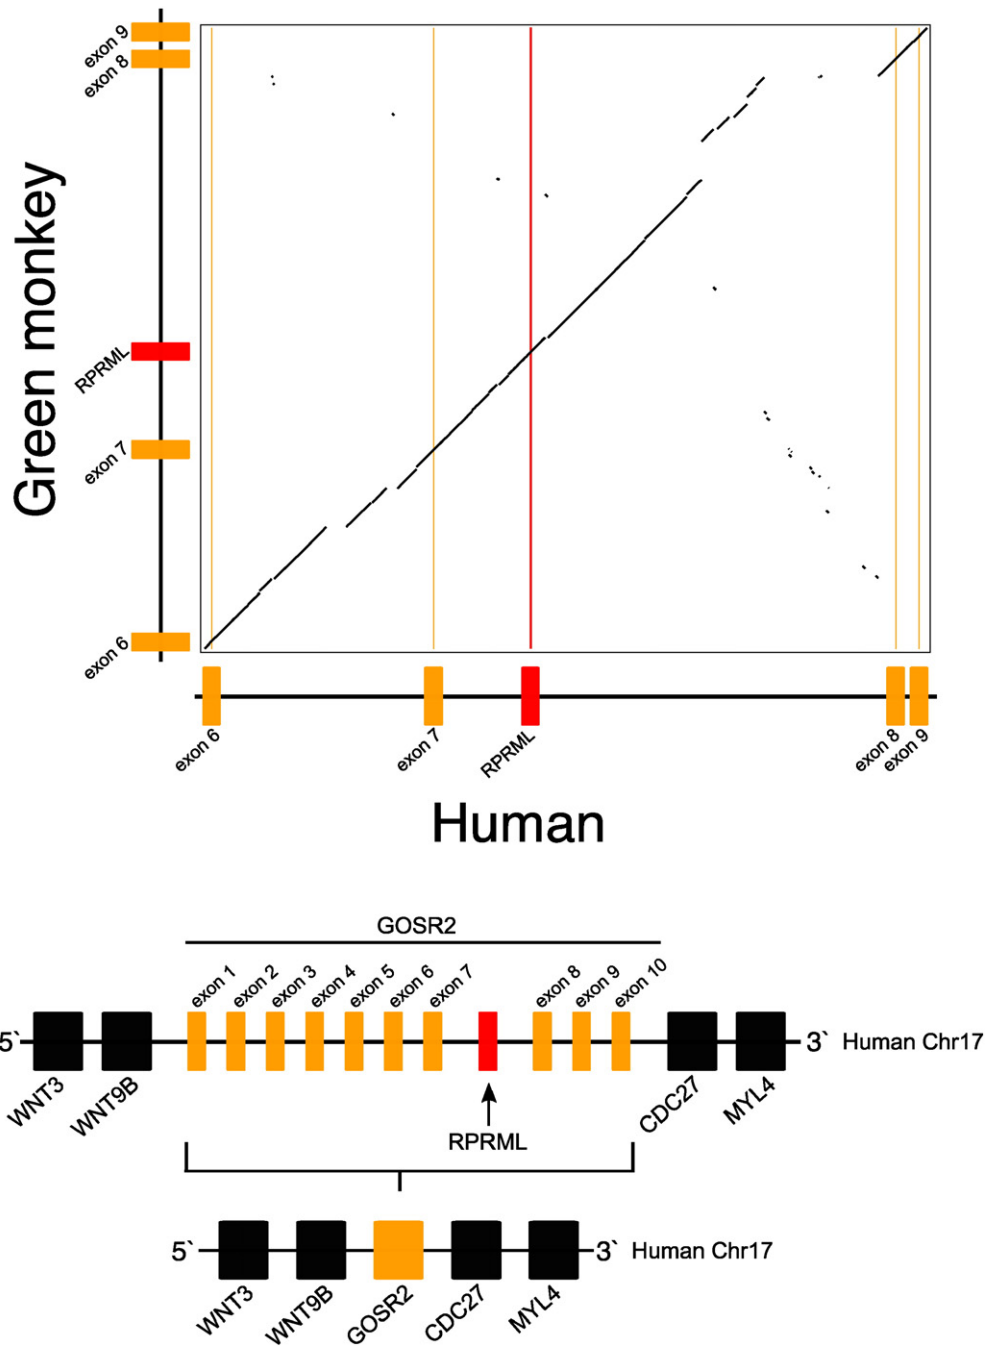 exon 9
exon 8
Green monkey
RPRML
exon 7
exon 6
exon 6
exon 7
RPRML
exon 8
exon 9
Human
GOSR2
exon 1
exon 2
exon 3
exon 4
exon 5
exon 6
exon 7
exon 8
exon 9
exon 10
5` 3` Human Chr17
WNT3
WNT9B
CDC27
MYL4
RPRML
5` 3` Human Chr17
WNT3
WNT9B
GOSR2
CDC27
MYL4